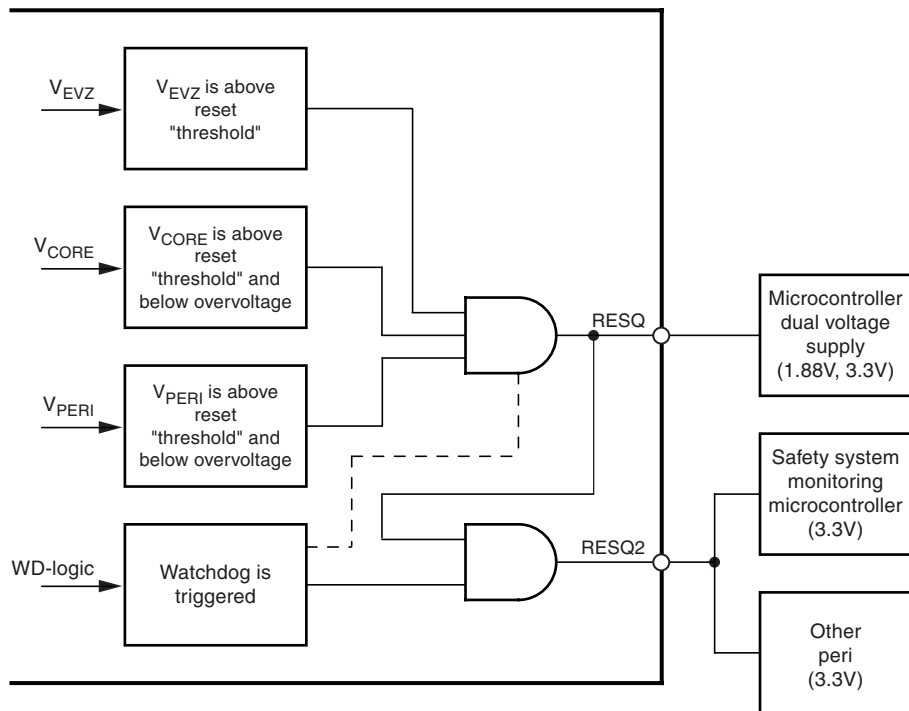 VEVZ
VEVZ is above
reset
"threshold"
VCORE
VCORE is above
reset
"threshold" and
below overvoltage
VPERI
VPERI is above
reset
"threshold" and
below overvoltage
WD-logic
Watchdog is
triggered
RESQ
RESQ2
Microcontroller
dual voltage
supply
(1.88V, 3.3V)
Safety system
monitoring
microcontroller
(3.3V)
Other
peri
(3.3V)